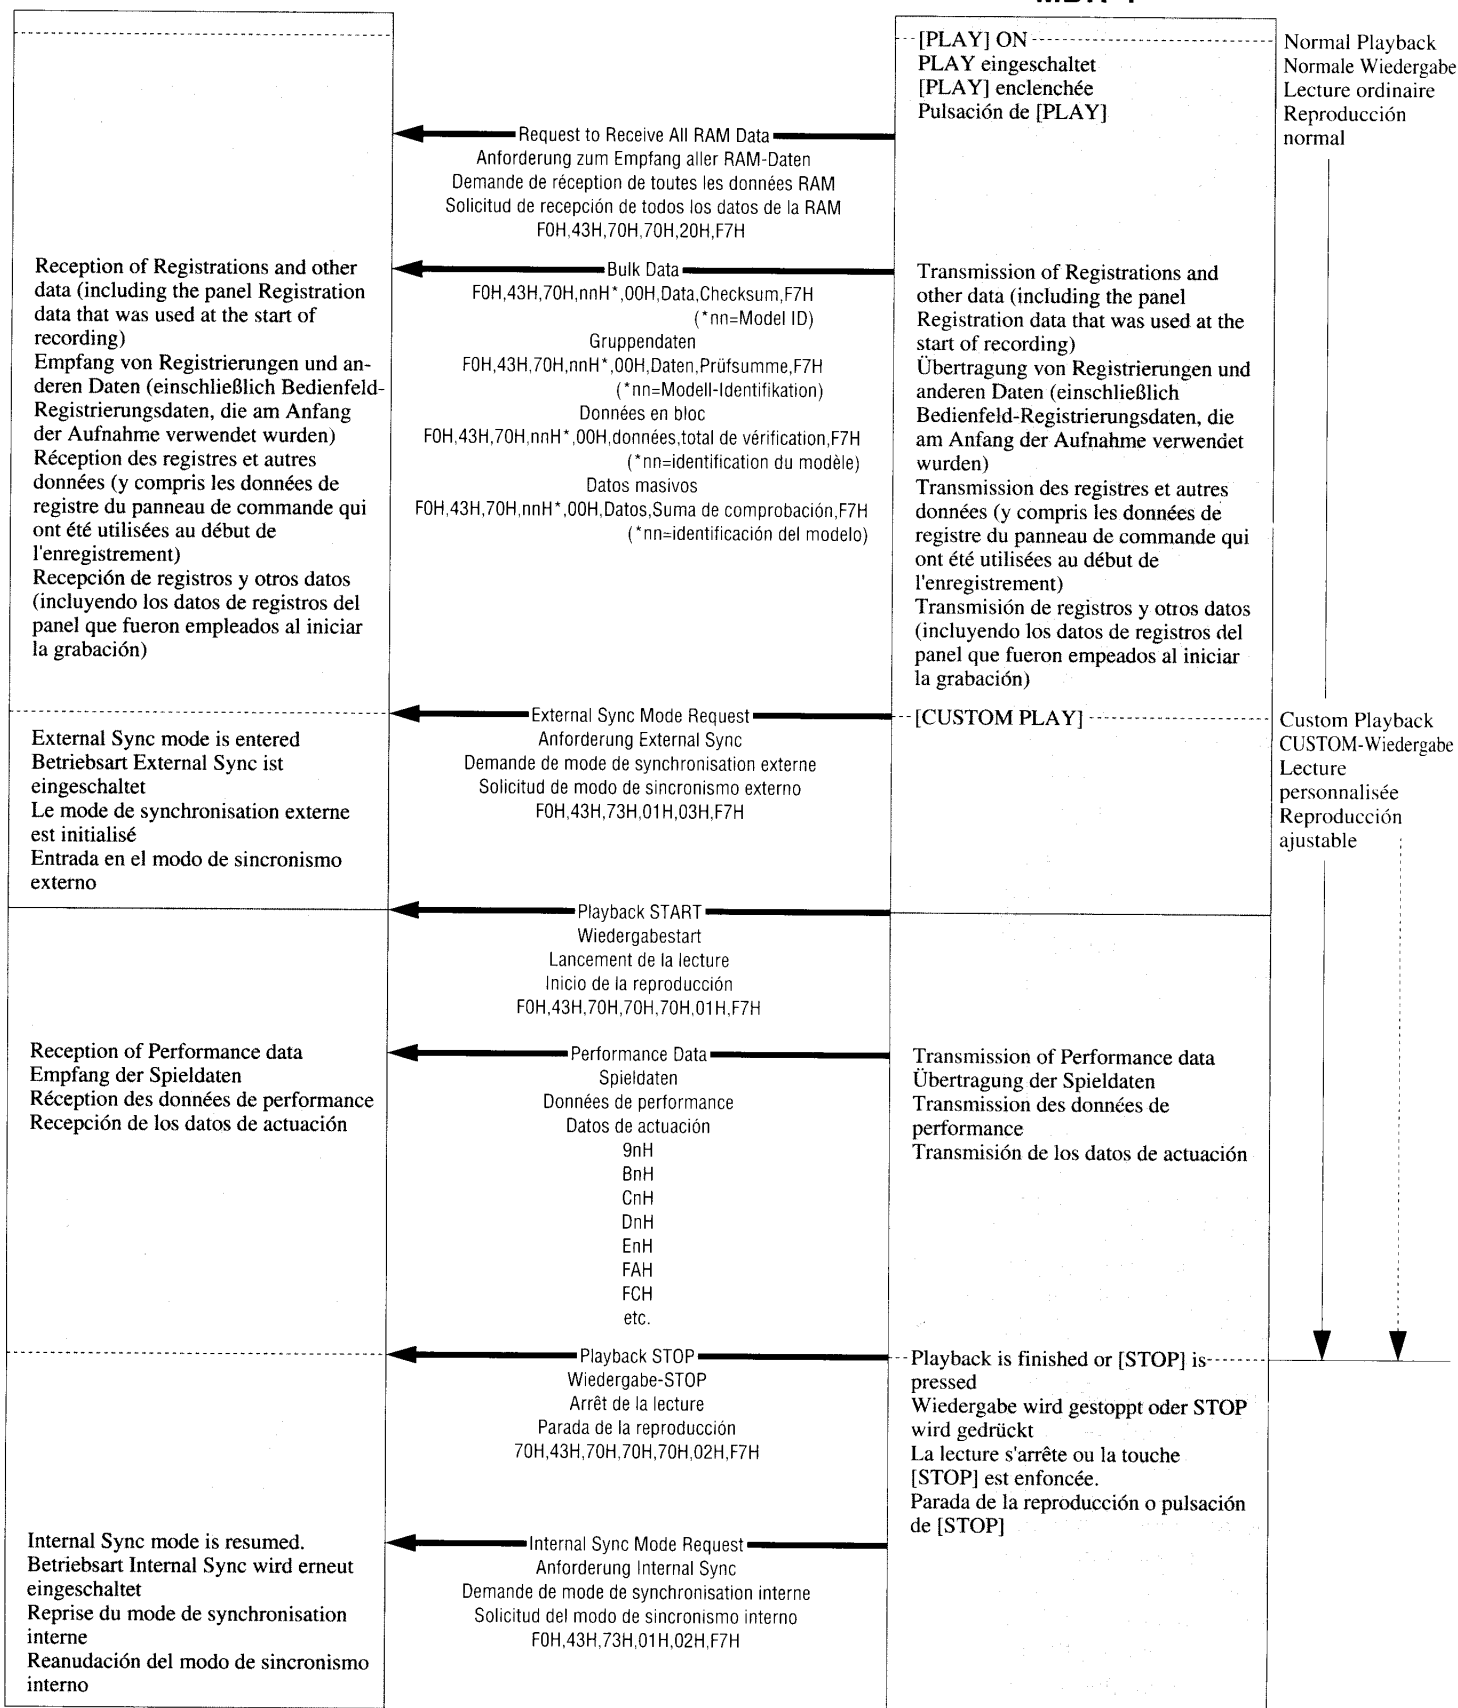 [PLAY] ON
PLAY eingeschaltet
[PLAY] enclenchée
Pulsación de [PLAY]
Normal Playback
Normale Wiedergabe
Lecture ordinaire
Reproducción
normal
Request to Receive All RAM Data
Anforderung zum Empfang aller RAM-Daten
Demande de réception de toutes les données RAM
Solicitud de recepción de todos los datos de la RAM
F0H,43H,70H,70H,20H,F7H
Reception of Registrations and other
data (including the panel Registration
data that was used at the start of
recording)
Empfang von Registrierungen und an-
deren Daten (einschließlich Bedienfeld-
Registrierungsdaten, die am Anfang
der Aufnahme verwendet wurden)
Réception des registres et autres
données (y compris les données de
registre du panneau de commande qui
ont été utilisées au début de
l'enregistrement)
Recepción de registros y otros datos
(incluyendo los datos de registros del
panel que fueron empleados al iniciar
la grabación)
Bulk Data
F0H,43H,70H,nnH*,00H,Data,Checksum,F7H
(*nn=Model ID)
Gruppendaten
F0H,43H,70H,nnH*,00H,Daten,Prüfsumme,F7H
(*nn=Modell-Identifikation)
Données en bloc
F0H,43H,70H,nnH*,00H,données,total de vérification,F7H
(*nn=identification du modèle)
Datos masivos
F0H,43H,70H,nnH*,00H,Datos,Suma de comprobación,F7H
(*nn=identificación del modelo)
Transmission of Registrations and
other data (including the panel
Registration data that was used at the
start of recording)
Übertragung von Registrierungen und
anderen Daten (einschließlich
Bedienfeld-Registrierungsdaten, die
am Anfang der Aufnahme verwendet
wurden)
Transmission des registres et autres
données (y compris les données de
registre du panneau de commande qui
ont été utilisées au début de
l'enregistrement)
Transmisión de registros y otros datos
(incluyendo los datos de registros del
panel que fueron empeados al iniciar
la grabación)
External Sync mode is entered
Betriebsart External Sync ist
eingeschaltet
Le mode de synchronisation externe
est initialisé
Entrada en el modo de sincronismo
externo
External Sync Mode Request
Anforderung External Sync
Demande de mode de synchronisation externe
Solicitud de modo de sincronismo externo
F0H,43H,73H,01H,03H,F7H
[CUSTOM PLAY]
Custom Playback
CUSTOM-Wiedergabe
Lecture
personnalisée
Reproducción
ajustable
Playback START
Wiedergabestart
Lancement de la lecture
Inicio de la reproducción
F0H,43H,70H,70H,70H,01H,F7H
Reception of Performance data
Empfang der Spieldaten
Réception des données de performance
Recepción de los datos de actuación
Performance Data
Spieldaten
Données de performance
Datos de actuación
9nH
BnH
CnH
DnH
EnH
FAH
FCH
etc.
Transmission of Performance data
Übertragung der Spieldaten
Transmission des données de
performance
Transmisión de los datos de actuación
Playback STOP
Wiedergabe-STOP
Arrêt de la lecture
Parada de la reproducción
70H,43H,70H,70H,70H,02H,F7H
Playback is finished or [STOP] is
pressed
Wiedergabe wird gestoppt oder STOP
wird gedrückt
La lecture s'arrête ou la touche
[STOP] est enfoncée.
Parada de la reproducción o pulsación
de [STOP]
Internal Sync mode is resumed.
Betriebsart Internal Sync wird erneut
eingeschaltet
Reprise du mode de synchronisation
interne
Reanudación del modo de sincronismo
interno
Internal Sync Mode Request
Anforderung Internal Sync
Demande de mode de synchronisation interne
Solicitud del modo de sincronismo interno
F0H,43H,73H,01H,02H,F7H